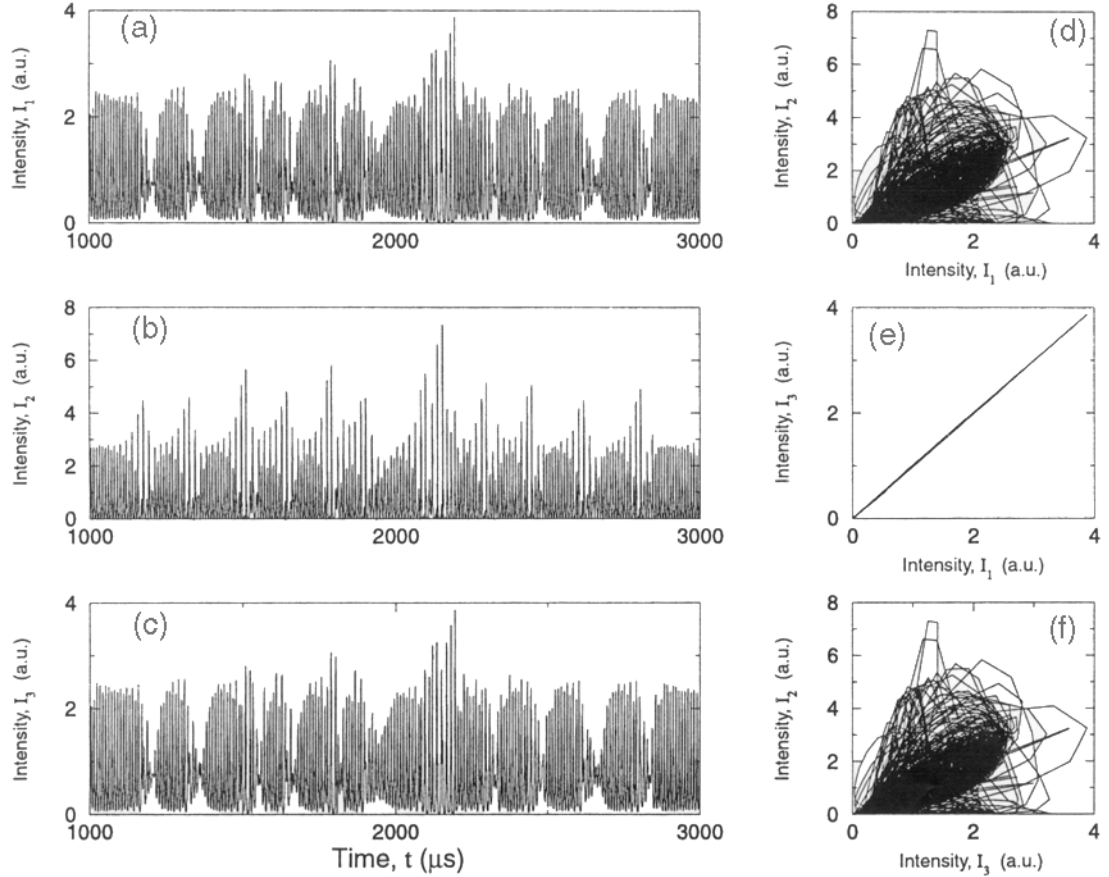 (a)
Intensity, I1 (a.u.)
4
2
0
1000 2000 3000
(d)
Intensity, I2 (a.u.)
8
6
4
2
0
0 2 4
Intensity, I1 (a.u.)
(b)
Intensity, I2 (a.u.)
8
6
4
2
0
1000 2000 3000
(e)
Intensity, I3 (a.u.)
4
2
0
0 2 4
Intensity, I1 (a.u.)
(c)
Intensity, I3 (a.u.)
4
2
0
1000 2000 3000
Time, t (μs)
(f)
Intensity, I2 (a.u.)
8
6
4
2
0
0 2 4
Intensity, I3 (a.u.)